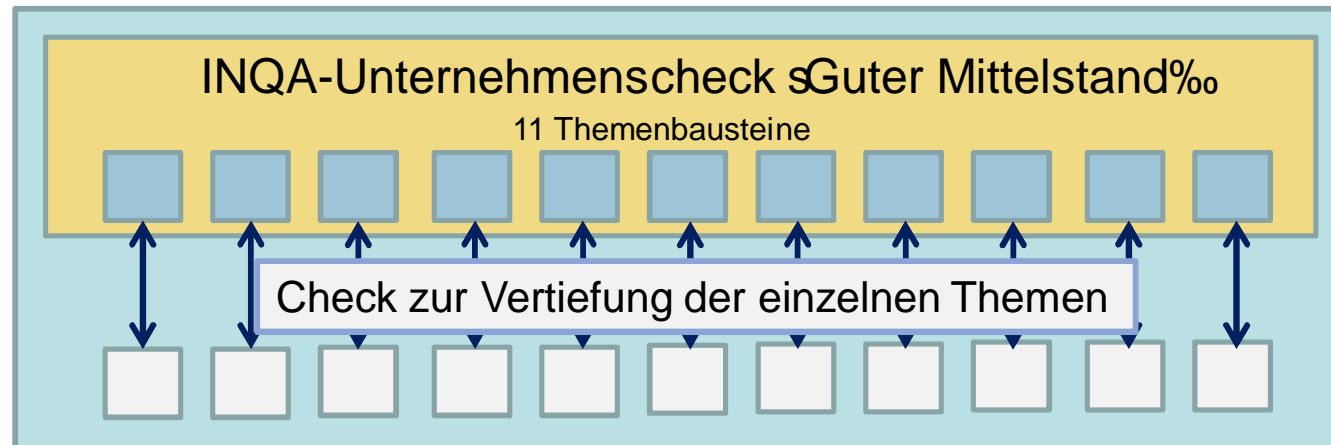 INQA-Unternehmenscheck sGuter Mittelstand‰
11 Themenbausteine
Check zur Vertiefung der einzelnen Themen